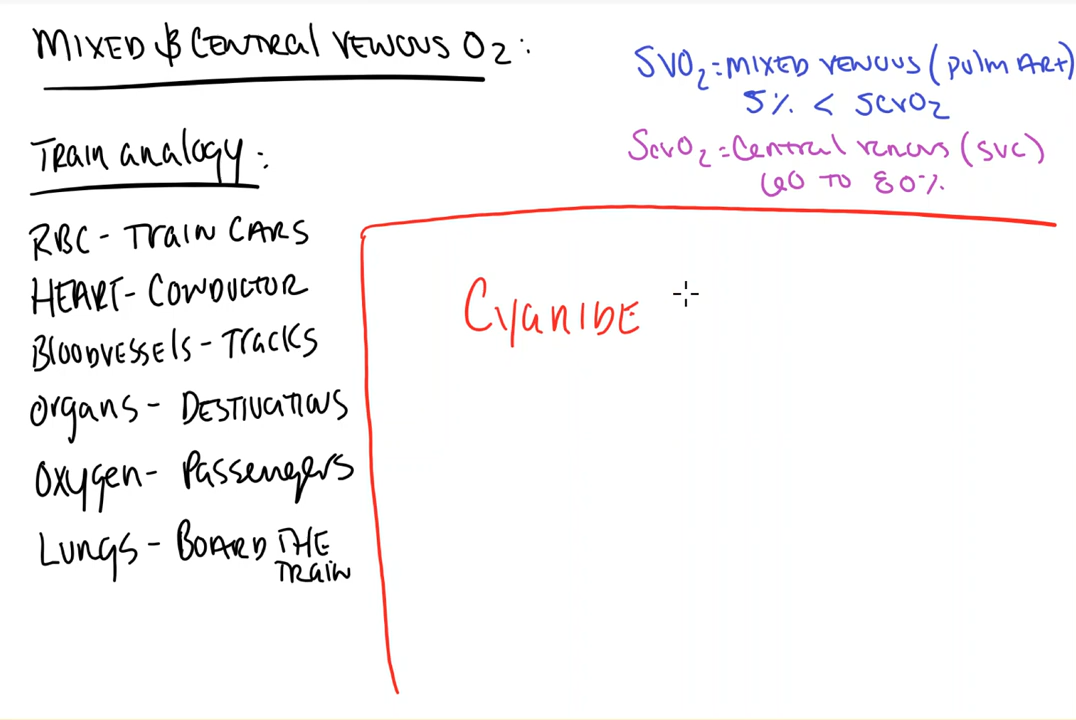 MIXED & CENTRAL VENOUS O2:
SVO2=MIXED VENOUS (pulm ART)
5% < SCVO2
Train analogy:
ScvO2=Central venous (svc)
60 TO 80%
RBC - TRAIN CARS
HEART- CONDUCTOR
Bloodvessels - Tracks
Cyanide
Organs - DESTINATIONS
Oxygen- Passengers
Lungs - BOARD THE
TRAIN